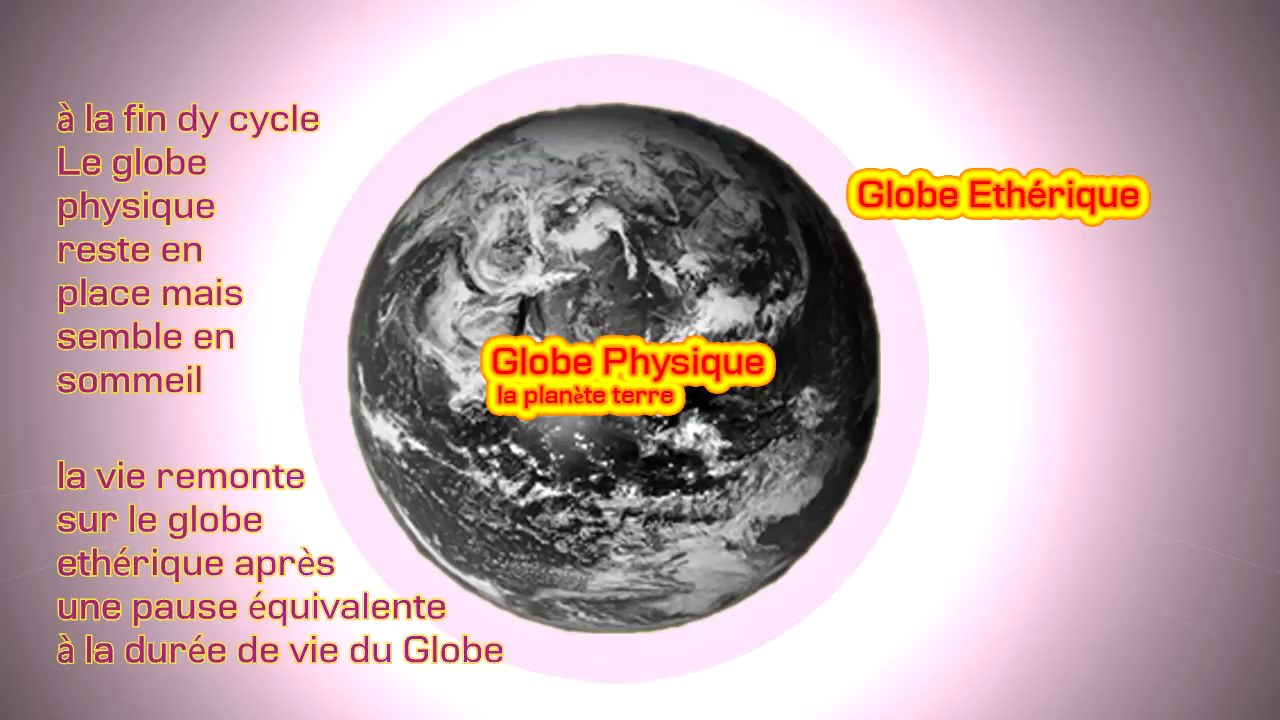 à la fin dy cycle
Le globe
physique
reste en
place mais
semble en
sommeil
la vie remonte
sur le globe
ethérique après
une pause équivalente
à la durée de vie du Globe
Globe Ethérique
Globe Physique
la planète terre